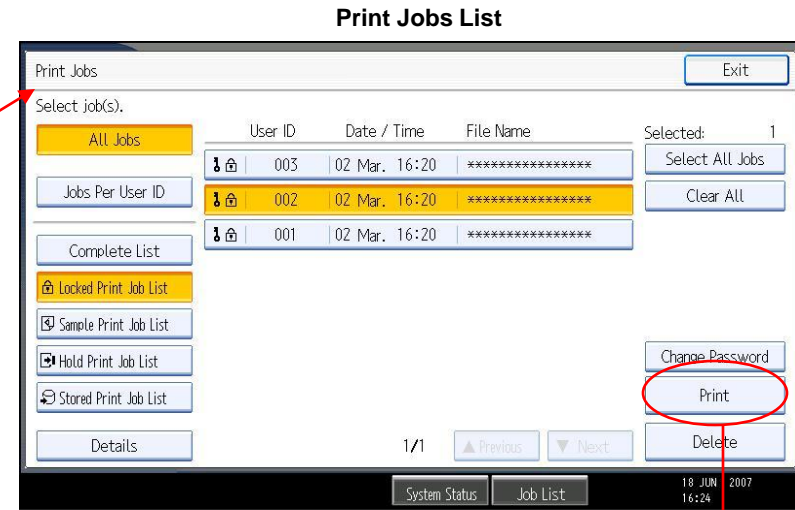 Print Jobs List
Print Jobs
Exit
Select job(s).
All Jobs
User ID Date / Time File Name
Selected: 1
003 02 Mar. 16:20 ****************
Select All Jobs
Jobs Per User ID
002 02 Mar. 16:20 ****************
Clear All
001 02 Mar. 16:20 ****************
Complete List
Locked Print Job List
Sample Print Job List
Hold Print Job List
Change Password
Stored Print Job List
Print
Details
1/1
▲ Previous
▼ Next
Delete
System Status
Job List
18 JUN 2007
16:24